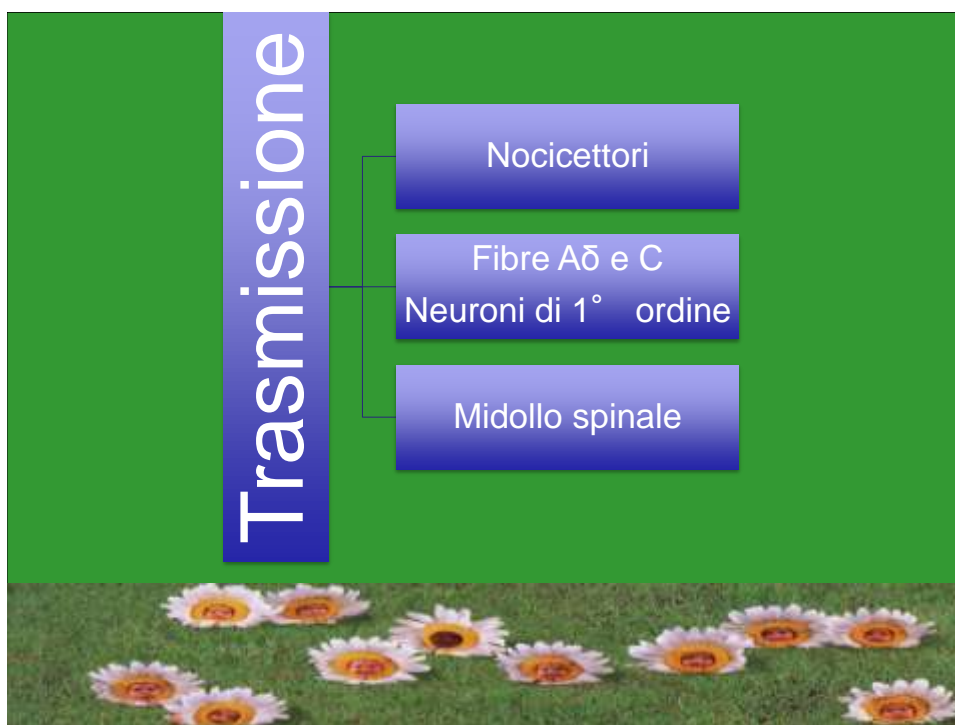 Trasmissione
Nocicettori
Fibre Aδ e C
Neuroni di 1° ordine
Midollo spinale